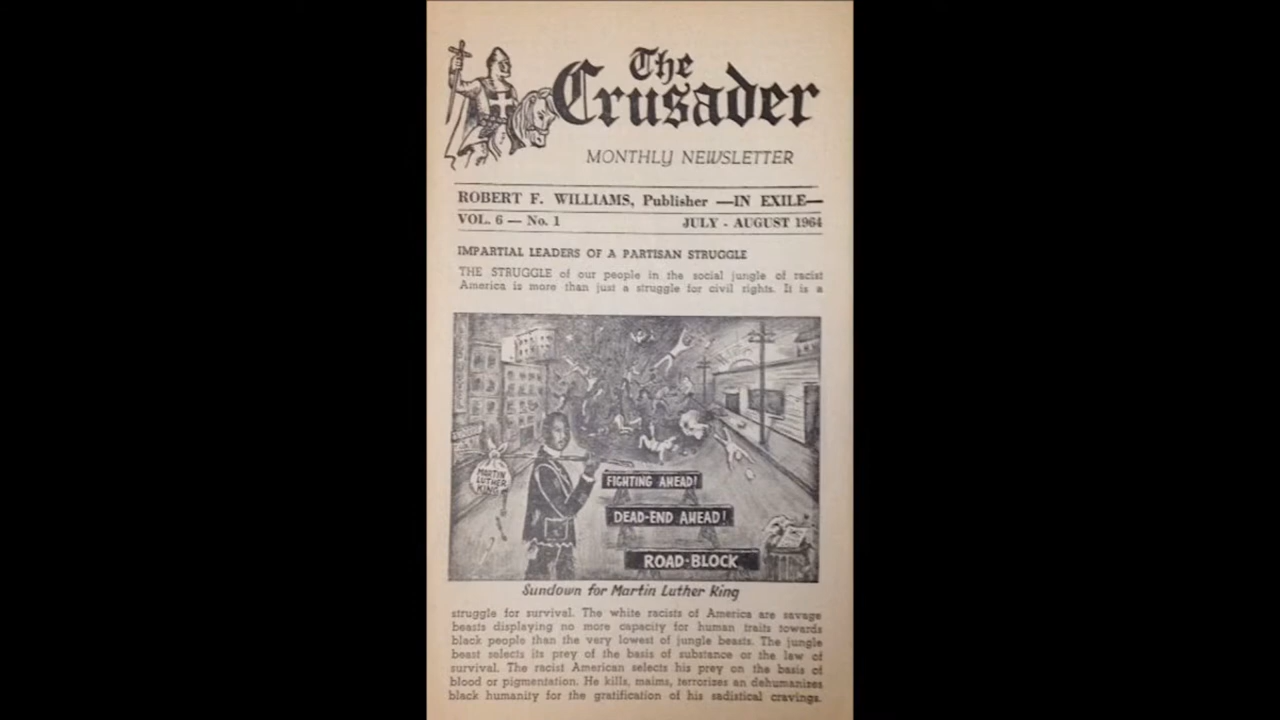 The
Crusader
MONTHLY NEWSLETTER
ROBERT F. WILLIAMS, Publisher —IN EXILE—
VOL. 6 — No. 1 JULY - AUGUST 1964
IMPARTIAL LEADERS OF A PARTISAN STRUGGLE
THE STRUGGLE of our people in the social jungle of racist
America is more than just a struggle for civil rights. It is a
MARTIN
LUTHER
KING
FIGHTING AHEAD!
DEAD-END AHEAD!
ROAD-BLOCK
Sundown for Martin Luther King
struggle for survival. The white racists of America are savage
beasts displaying no more capacity for human traits towards
black people than the very lowest of jungle beasts. The jungle
beast selects its prey of the basis of substance or the law of
survival. The racist American selects his prey on the basis of
blood or pigmentation. He kills, maims, terrorizes an dehumanizes
black humanity for the gratification of his sadistical cravings.